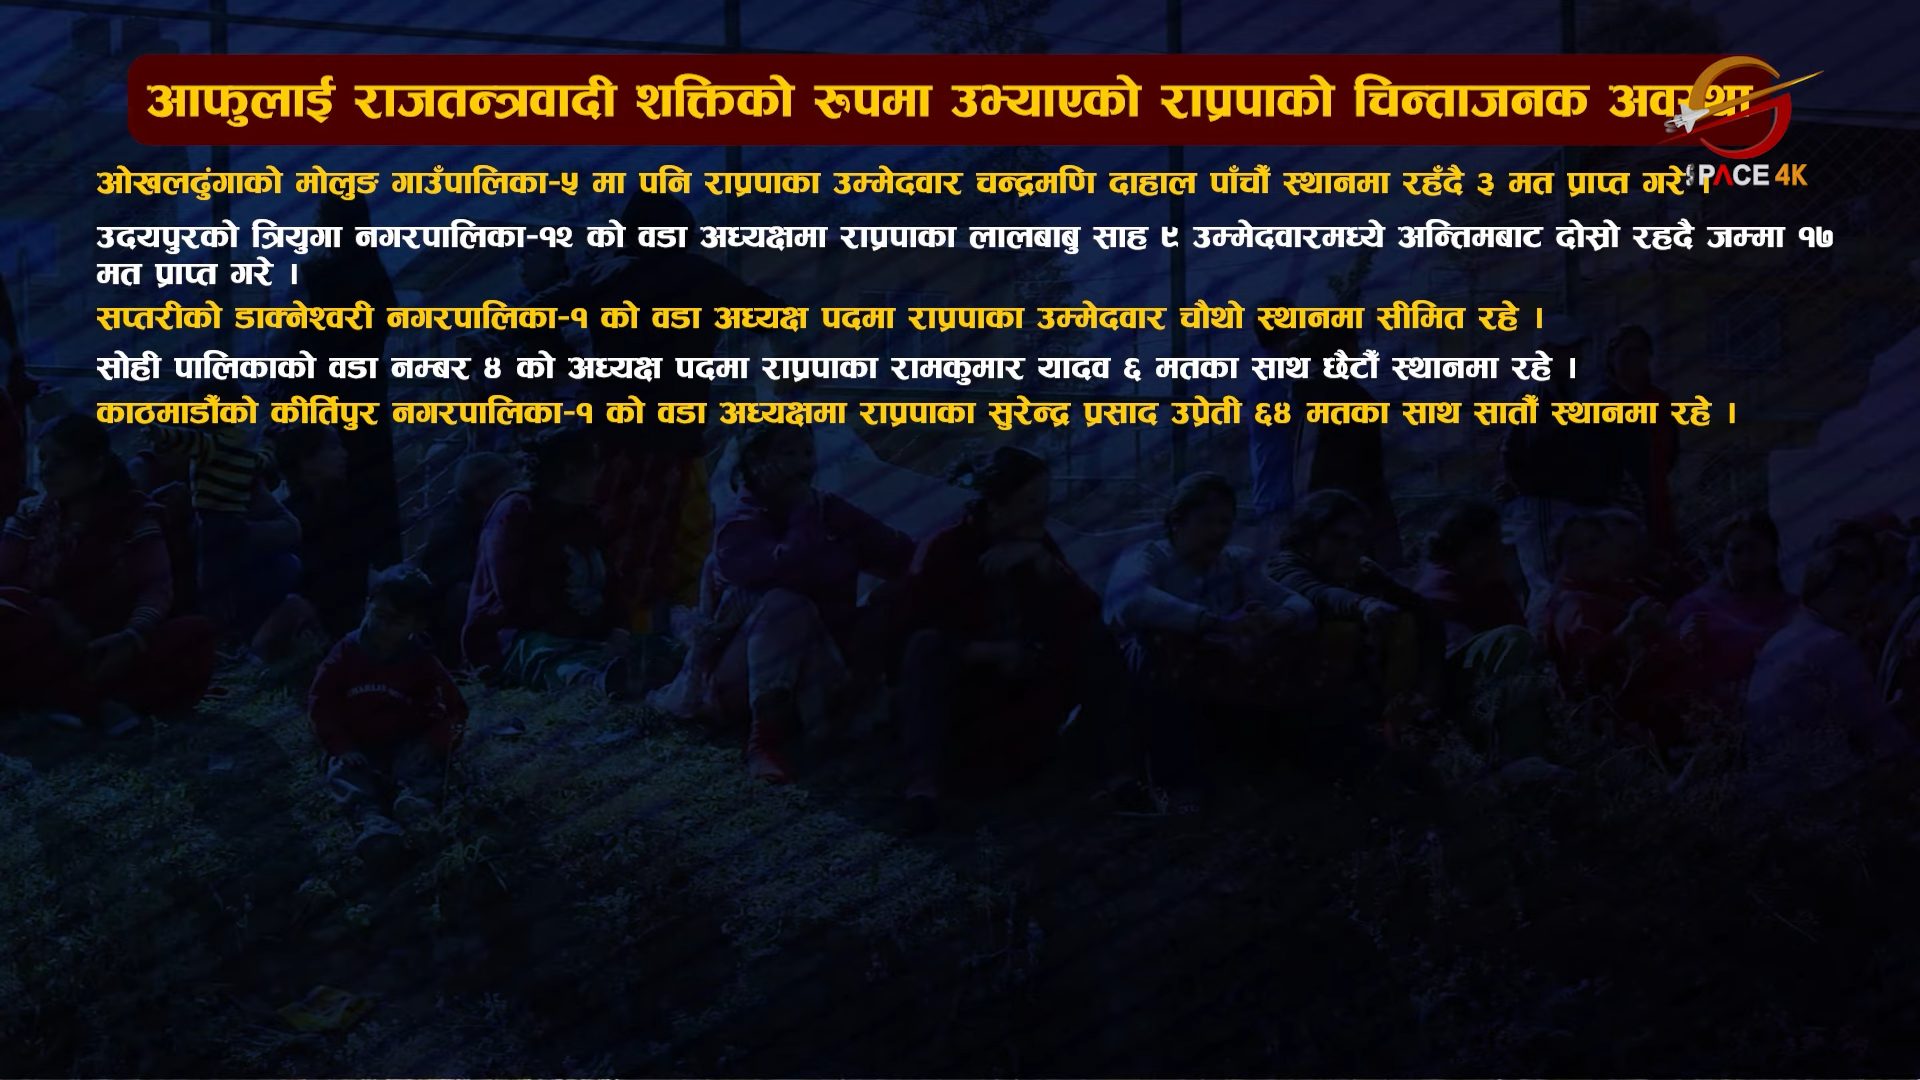 आफुलाई राजतन्त्रवादी शक्तिको रुपमा उभ्याएको राप्रपाको चिन्ताजनक अवस्था
SPACE 4K
ओखलढुंगाको मोलुङ गाउँपालिका-५ मा पनि राप्रपाका उम्मेदवार चन्द्रमणि दाहाल पाँचौँ स्थानमा रहँदै ३ मत प्राप्त गरे ।
उदयपुरको त्रियुगा नगरपालिका-१२ को वडा अध्यक्षमा राप्रपाका लालबाबु साह ९ उम्मेदवारमध्ये अन्तिमबाट दोस्रो रहदै जम्मा १७
मत प्राप्त गरे ।
सप्तरीको डाक्नेश्वरी नगरपालिका-१ को वडा अध्यक्ष पदमा राप्रपाका उम्मेदवार चौथो स्थानमा सीमित रहे ।
सोही पालिकाको वडा नम्बर ४ को अध्यक्ष पदमा राप्रपाका रामकुमार यादव ६ मतका साथ छैटौँ स्थानमा रहे ।
काठमाडौँको कीर्तिपुर नगरपालिका-१ को वडा अध्यक्षमा राप्रपाका सुरेन्द्र प्रसाद उप्रेती ६४ मतका साथ सातौँ स्थानमा रहे ।